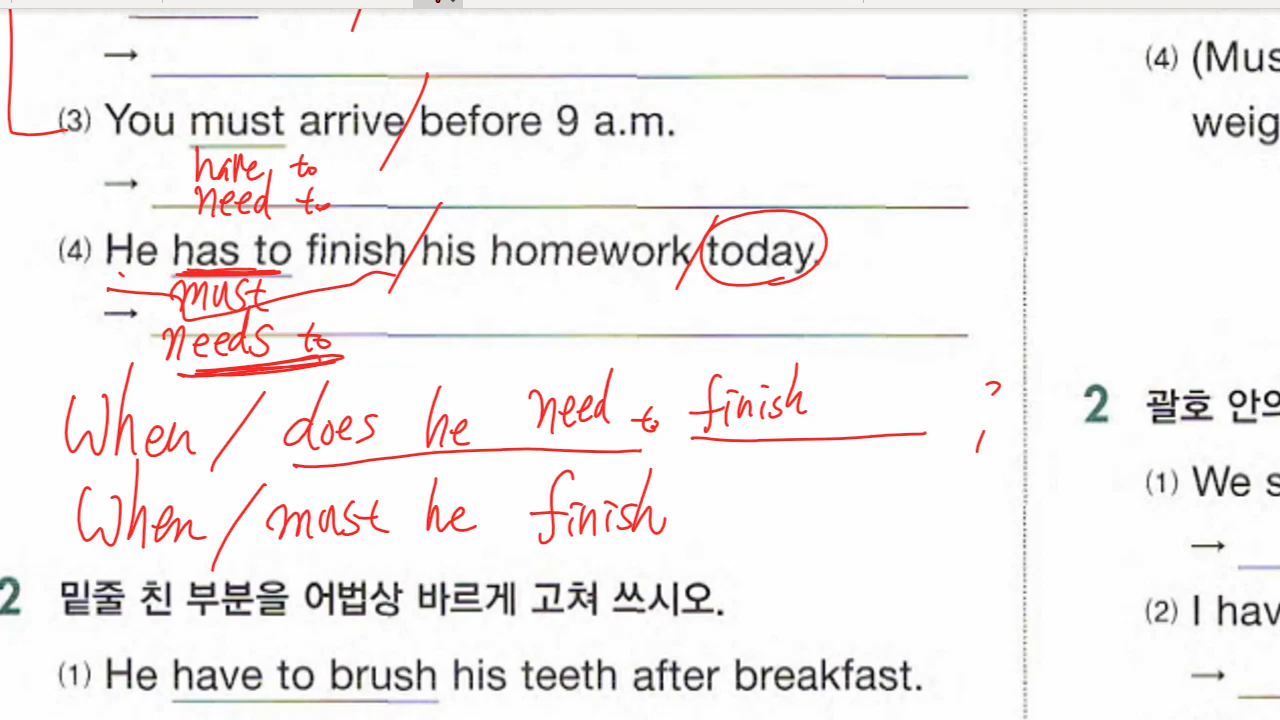 →
(3) You must arrive before 9 a.m.
have to
→ need to
(4) He has to finish his homework today.
must
→ needs to
When / does he need to finish ?
When / must he finish
2 밑줄 친 부분을 어법상 바르게 고쳐 쓰시오.
(1) He have to brush his teeth after breakfast.
(4) (Mus
weig
2 괄호 안으
(1) We s
→
(2) I hav
→